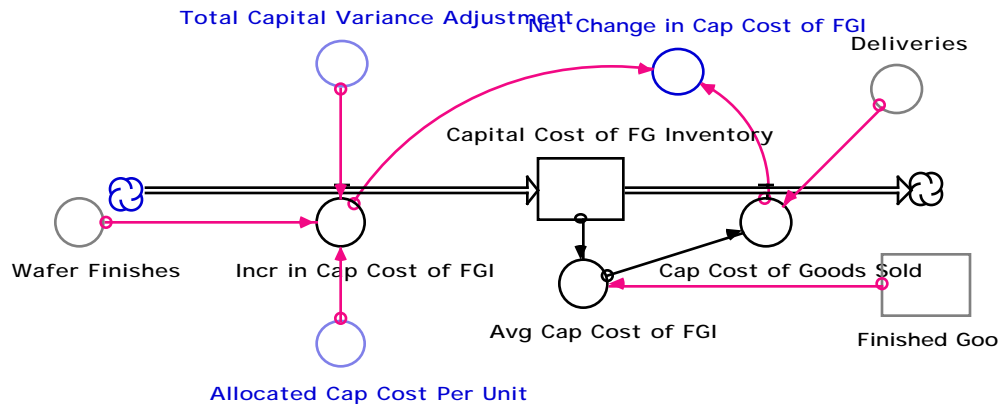 Total Capital Variance Adjustment
Net Change in Cap Cost of FGI
Deliveries
Capital Cost of FG Inventory
Wafer Finishes
Incr in Cap Cost of FGI
Cap Cost of Goods Sold
Avg Cap Cost of FGI
Finished Goo
Allocated Cap Cost Per Unit